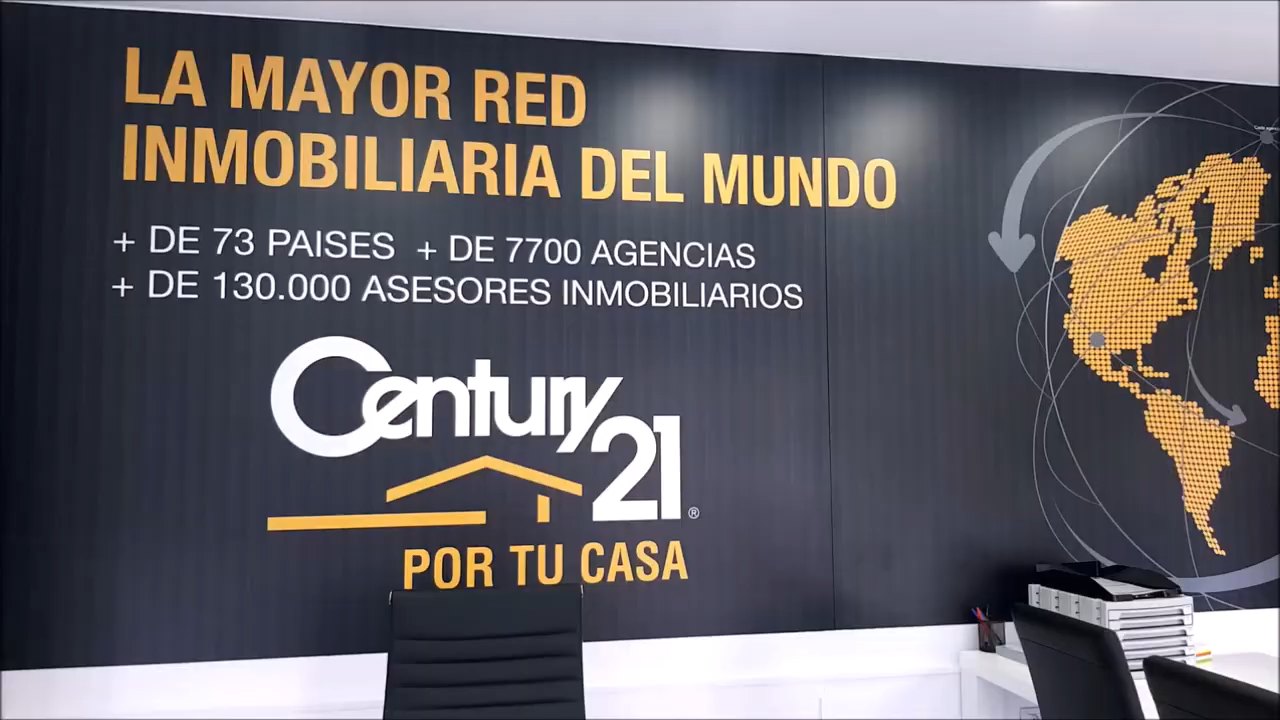 LA MAYOR RED
INMOBILIARIA DEL MUNDO
+ DE 73 PAISES + DE 7700 AGENCIAS
+ DE 130.000 ASESORES INMOBILIARIOS
Century
21®
POR TU CASA